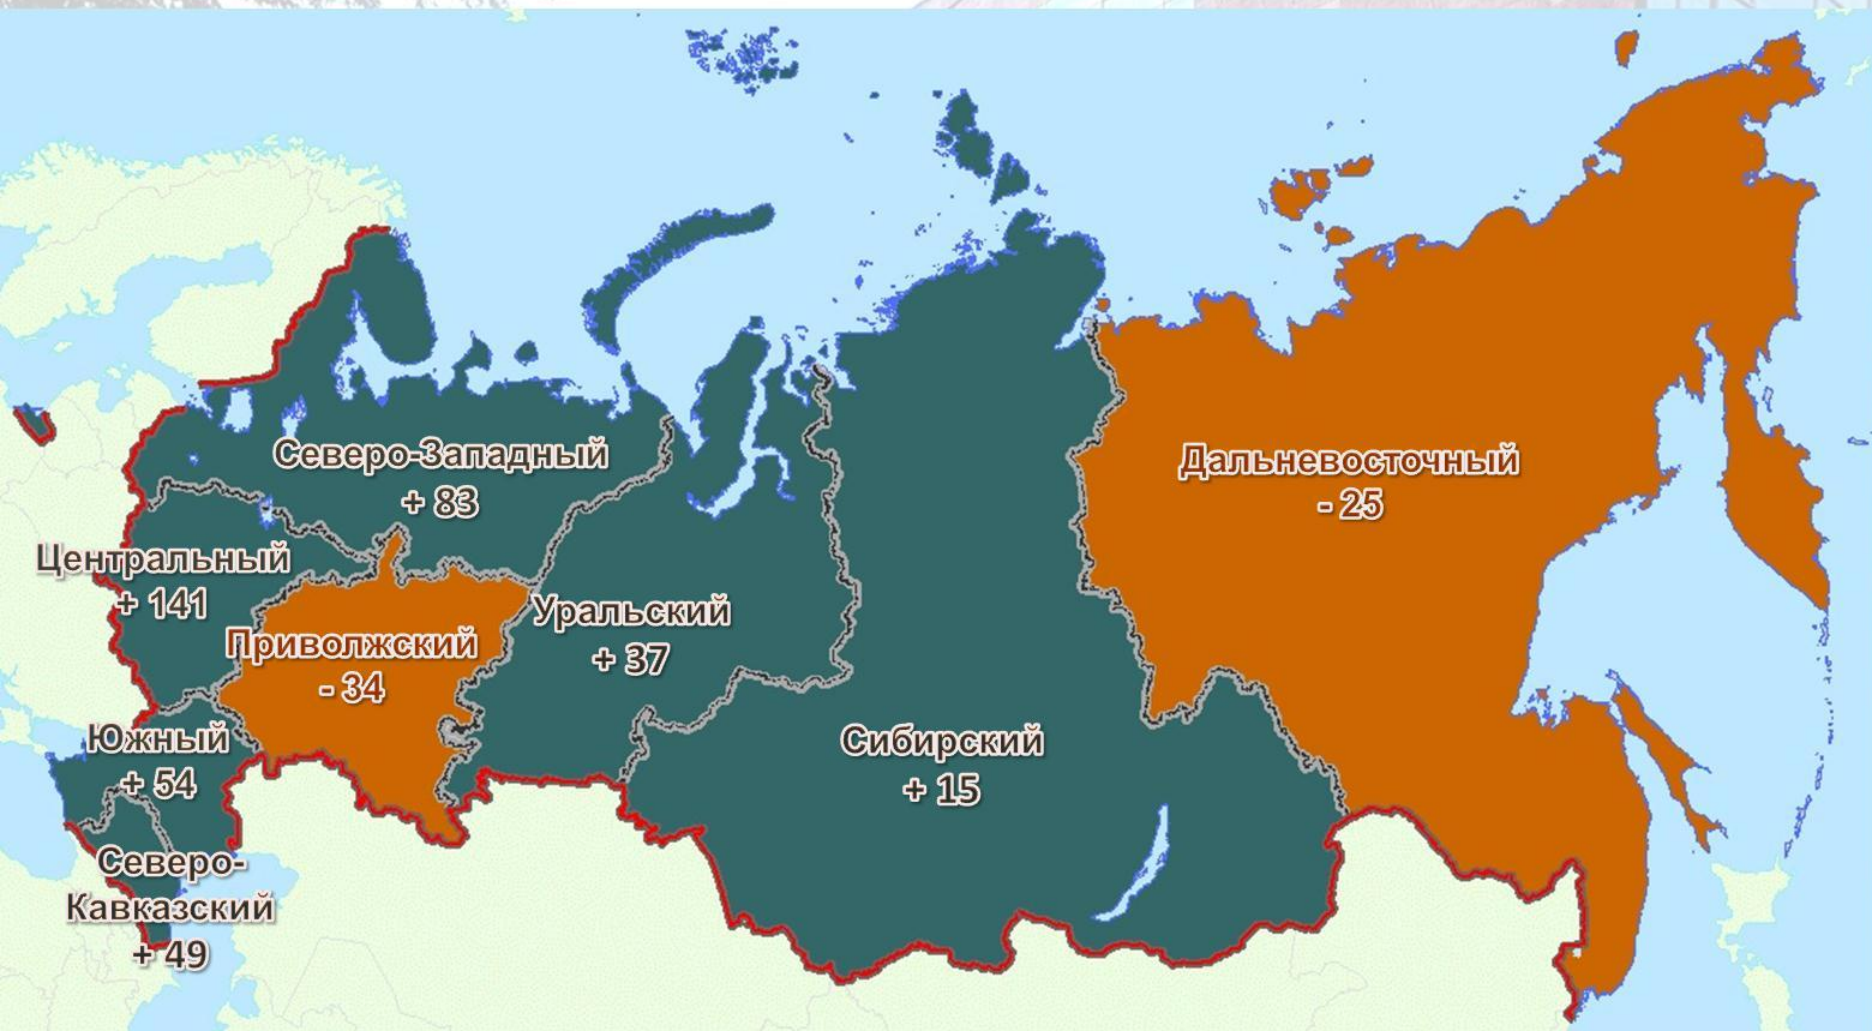 Северо-Западный
+ 83
Дальневосточный
- 25
Центральный
+ 141
Приволжский
- 34
Уральский
+ 37
Южный
+ 54
Сибирский
+ 15
Северо-
Кавказский
+ 49